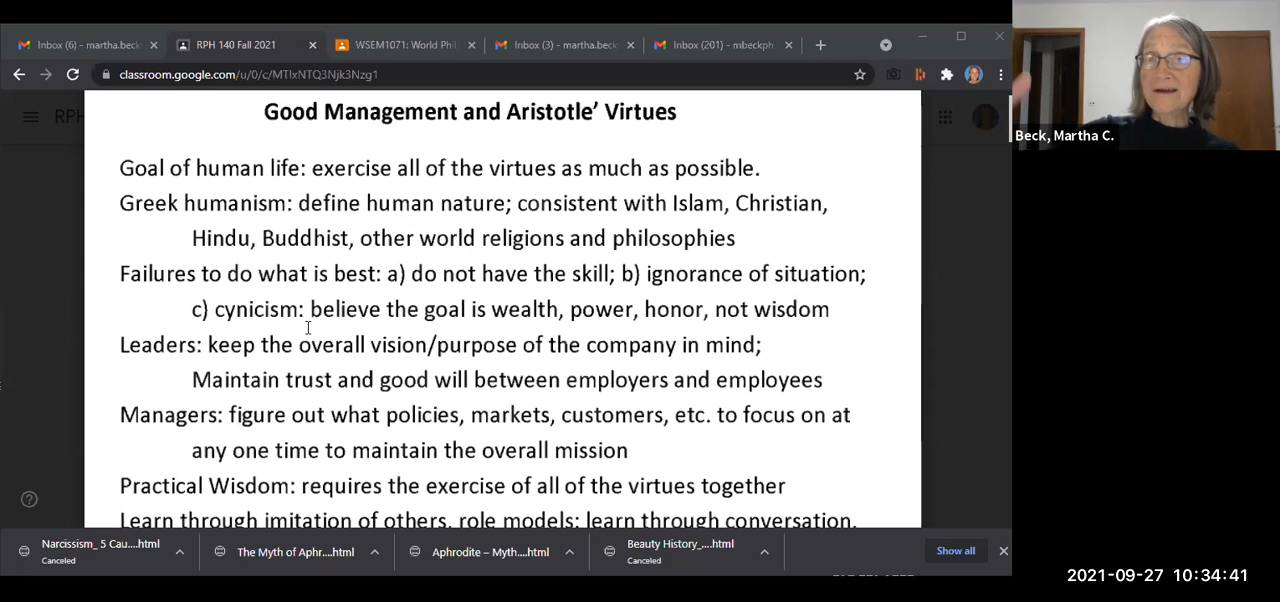 Inbox (6) - martha.beck
RPH 140 Fall 2021
WSEM1071: World Phil
Inbox (3) - martha.beck
Inbox (201) - mbeckph
classroom.google.com/u/0/c/MTIxNTQ3Njk3Nzg1
RPH
Good Management and Aristotle’ Virtues
Goal of human life: exercise all of the virtues as much as possible.
Greek humanism: define human nature; consistent with Islam, Christian,
Hindu, Buddhist, other world religions and philosophies
Failures to do what is best: a) do not have the skill; b) ignorance of situation;
c) cynicism: believe the goal is wealth, power, honor, not wisdom
Leaders: keep the overall vision/purpose of the company in mind;
Maintain trust and good will between employers and employees
Managers: figure out what policies, markets, customers, etc. to focus on at
any one time to maintain the overall mission
Practical Wisdom: requires the exercise of all of the virtues together
Learn through imitation of others, role models; learn through conversation,
Narcissism_ 5 Cau....html
Canceled
The Myth of Aphr....html
Aphrodite – Myth....html
Beauty History_....html
Canceled
Show all
Beck, Martha C.
2021-09-27 10:34:41